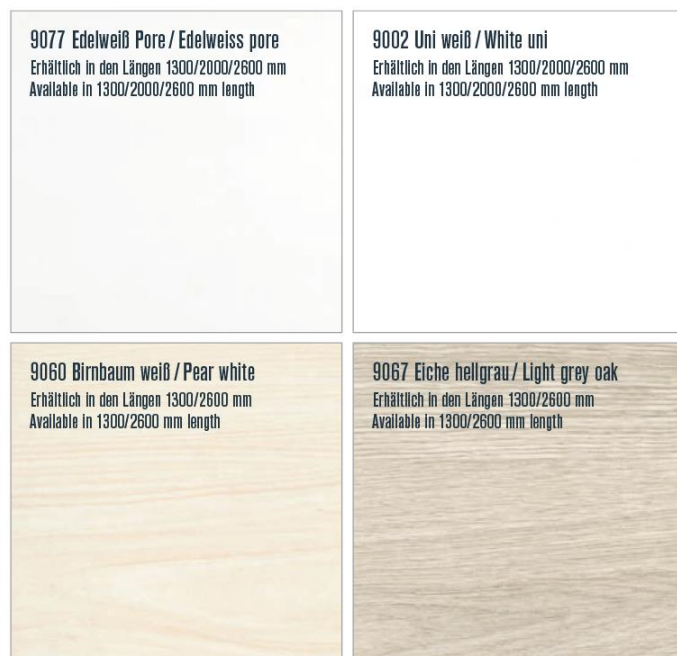 9077 Edelweiß Pore / Edelweiss pore
Erhältlich in den Längen 1300/2000/2600 mm
Available in 1300/2000/2600 mm length
9002 Uni weiß / White uni
Erhältlich in den Längen 1300/2000/2600 mm
Available in 1300/2000/2600 mm length
9060 Birnbaum weiß / Pear white
Erhältlich in den Längen 1300/2600 mm
Available in 1300/2600 mm length
9067 Eiche hellgrau / Light grey oak
Erhältlich in den Längen 1300/2600 mm
Available in 1300/2600 mm length